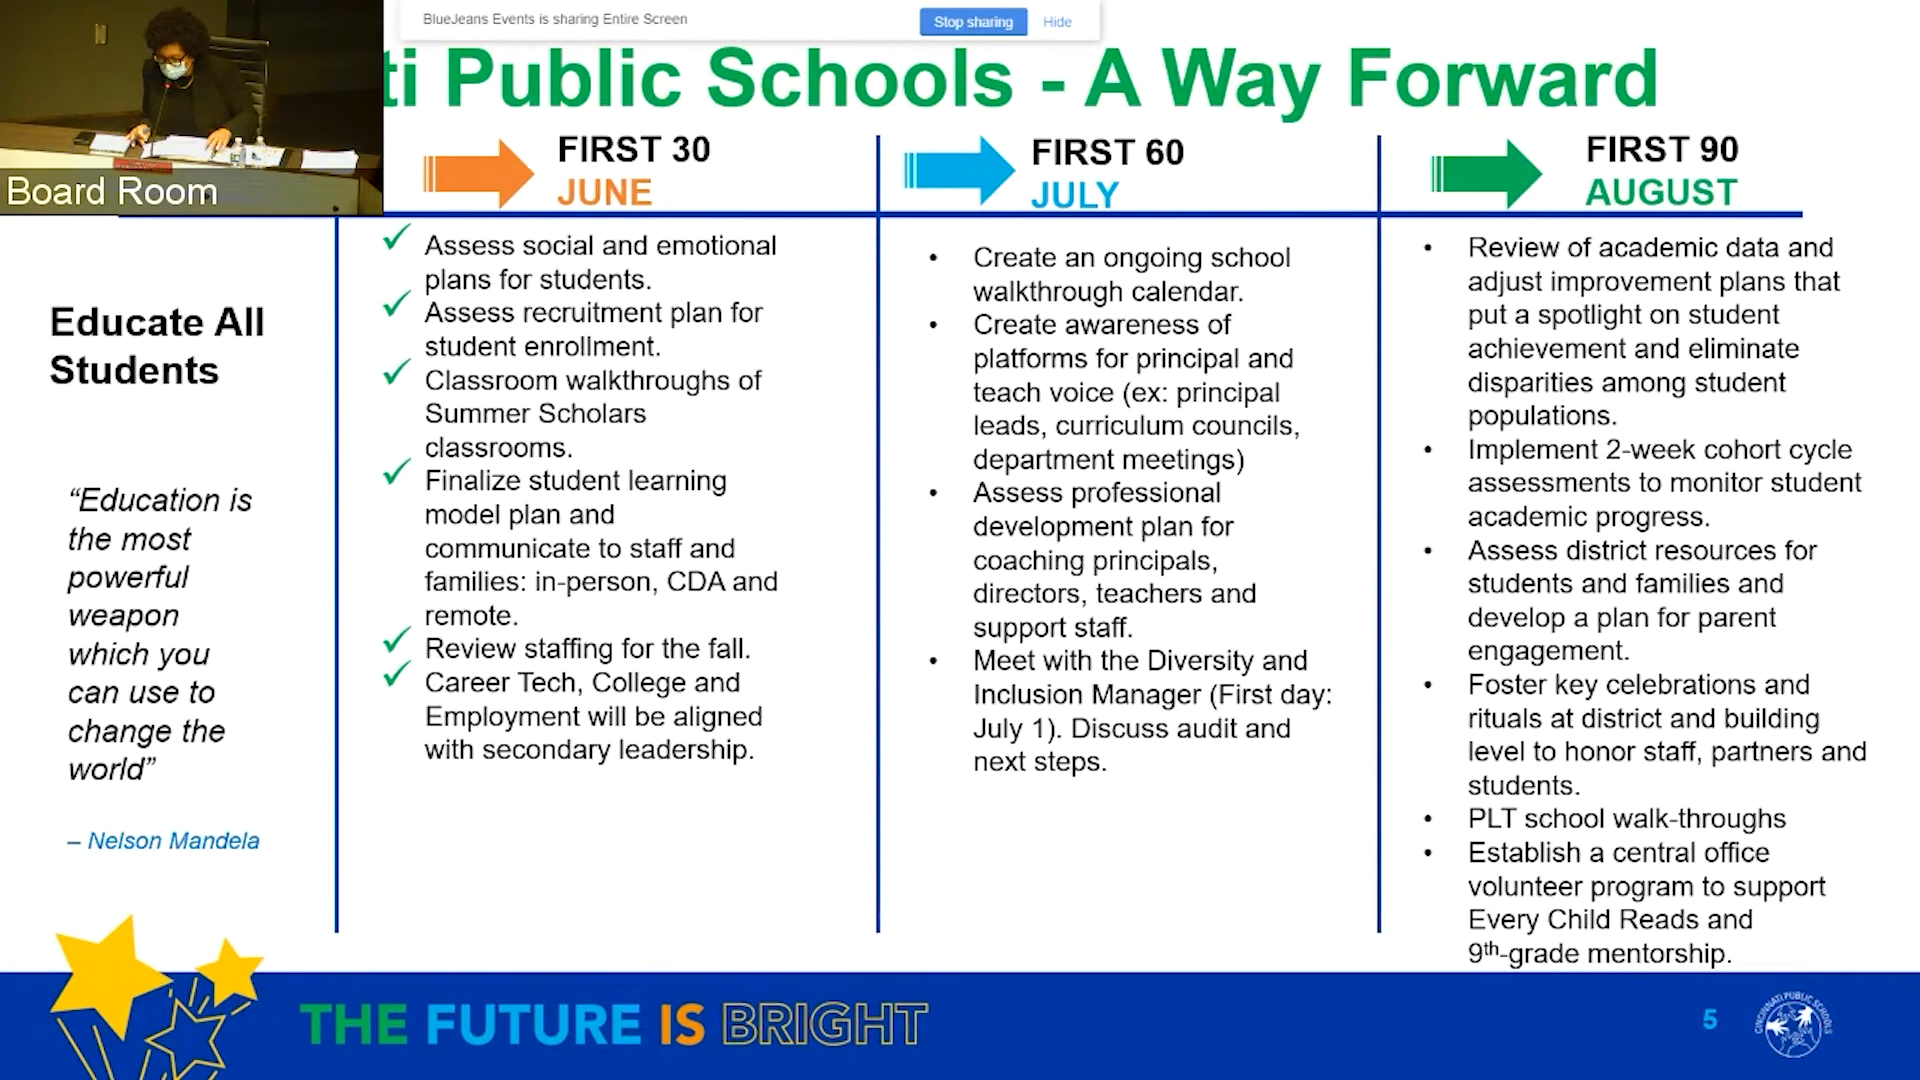 BlueJeans Events is sharing Entire Screen
Stop sharing
Hide
Board Room
ti Public Schools - A Way Forward
FIRST 30
JUNE
FIRST 60
JULY
FIRST 90
AUGUST
Educate All
Students
“Education is
the most
powerful
weapon
which you
can use to
change the
world”
– Nelson Mandela
Assess social and emotional
plans for students.
Assess recruitment plan for
student enrollment.
Classroom walkthroughs of
Summer Scholars
classrooms.
Finalize student learning
model plan and
communicate to staff and
families: in-person, CDA and
remote.
Review staffing for the fall.
Career Tech, College and
Employment will be aligned
with secondary leadership.
• Create an ongoing school
walkthrough calendar.
• Create awareness of
platforms for principal and
teach voice (ex: principal
leads, curriculum councils,
department meetings)
• Assess professional
development plan for
coaching principals,
directors, teachers and
support staff.
• Meet with the Diversity and
Inclusion Manager (First day:
July 1). Discuss audit and
next steps.
• Review of academic data and
adjust improvement plans that
put a spotlight on student
achievement and eliminate
disparities among student
populations.
• Implement 2-week cohort cycle
assessments to monitor student
academic progress.
• Assess district resources for
students and families and
develop a plan for parent
engagement.
• Foster key celebrations and
rituals at district and building
level to honor staff, partners and
students.
• PLT school walk-throughs
• Establish a central office
volunteer program to support
Every Child Reads and
9th-grade mentorship.
THE FUTURE IS BRIGHT
5
CINCINNATI PUBLIC SCHOOLS